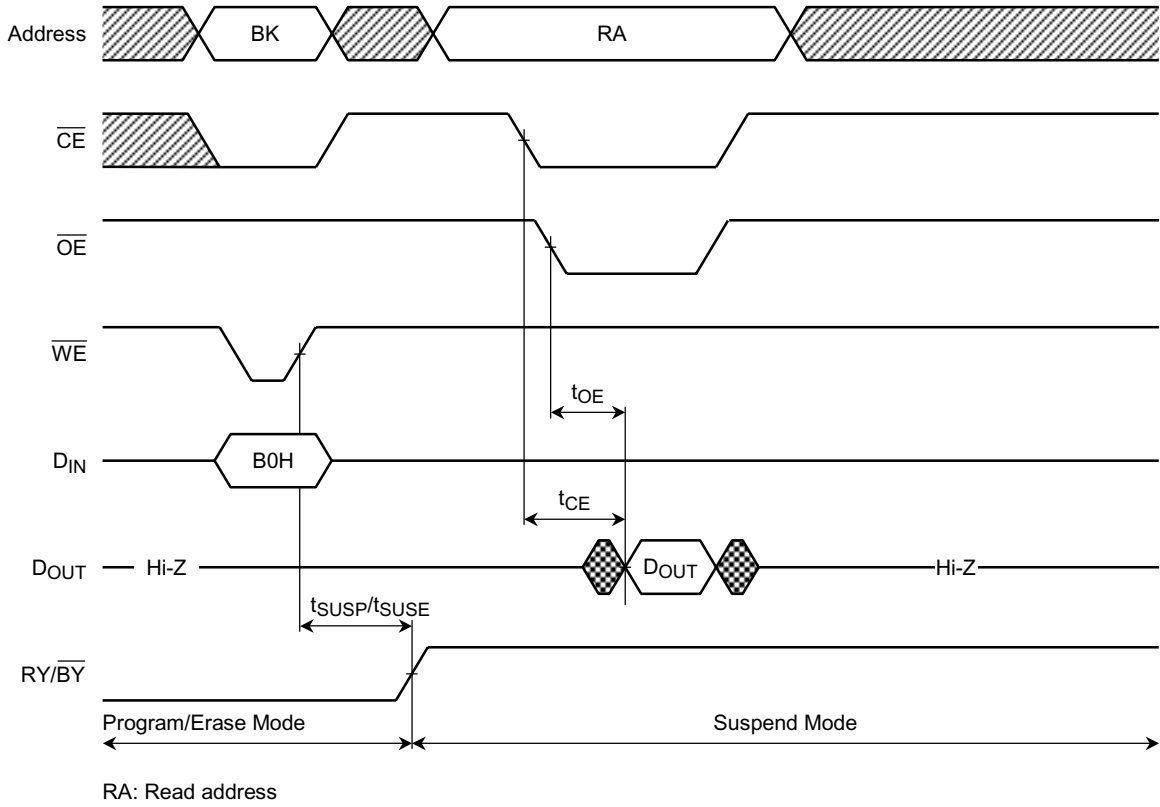 Address BK RA
CE
OE
WE
tOE
DIN B0H
tCE
DOUT Hi-Z DOUT Hi-Z
tSUSP/tSUSE
RY/BY
Program/Erase Mode Suspend Mode
RA: Read address